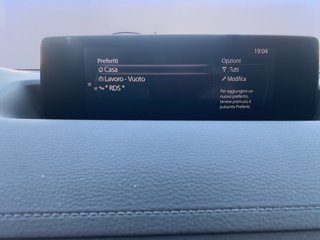 19:04
Preferiti
Casa
Lavoro - Vuoto
* RDS *
Opzioni
Tutti
Modifica
Per aggiungere un
nuovo preferito,
tenere premuto il
pulsante Preferiti.